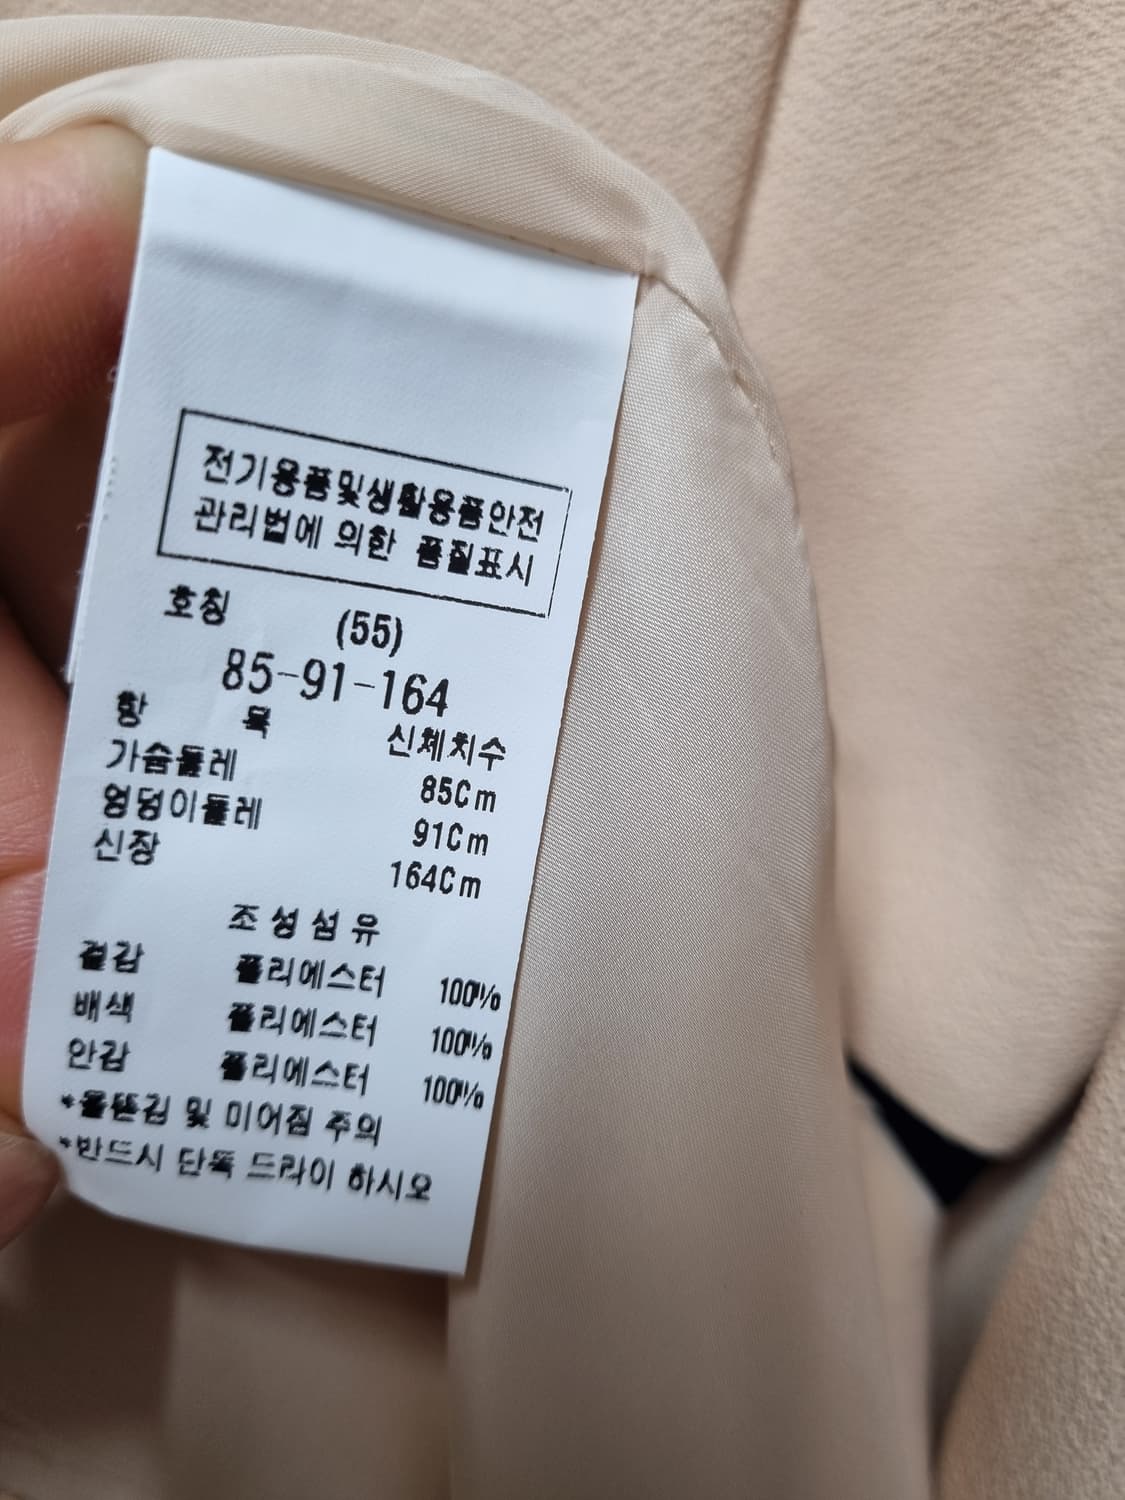 전기용품및생활용품안전
관리법에 의한 품질표시
호칭 (55)
85-91-164
항 목 신체치수
가슴둘레 85Cm
엉덩이둘레 91Cm
신장 164Cm
조성섬유
겉감 폴리에스터 100%
배색 폴리에스터 100%
안감 폴리에스터 100%
*올뜯김 및 미어짐 주의
*반드시 단독 드라이 하시오